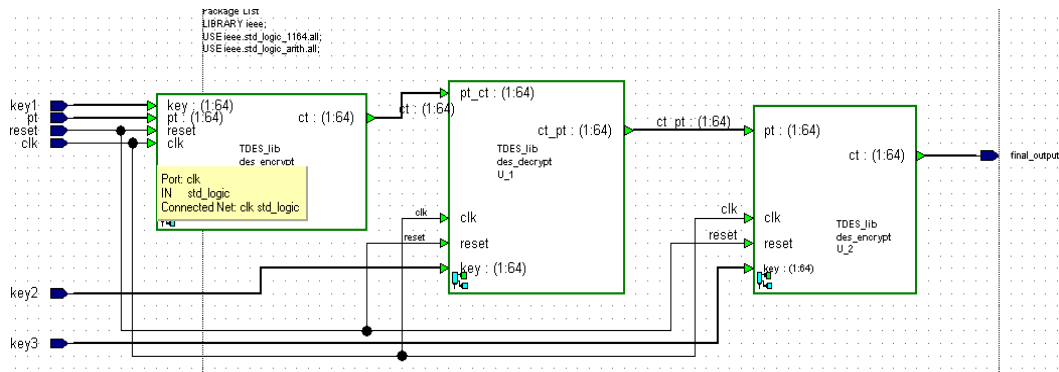 Package List
LIBRARY ieee;
USE ieee.std_logic_1164.all;
USE ieee.std_logic_arith.all;
key1
pt
reset
clk
key : (1:64)
pt : (1:64)
reset
clk
ct : (1:64)
TDES_lib
des_encrypt
Port: clk
IN std_logic
Connected Net: clk std_logic
ct : (1:64)
pt_ct : (1:64)
ct_pt : (1:64)
TDES_lib
des_decrypt
U_1
clk
clk
reset
reset
key : (1:64)
ct_pt : (1:64)
pt : (1:64)
ct : (1:64)
final_output
clk
clk
TDES_lib
des_encrypt
U_2
reset
reset
key : (1:64)
key2
key3